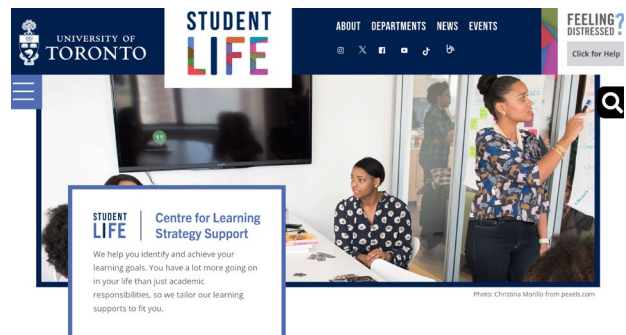 UNIVERSITY OF
TORONTO
STUDENT
LIFE
ABOUT DEPARTMENTS NEWS EVENTS
FEELING
DISTRESSED?
Click for Help
STUDENT
LIFE
Centre for Learning
Strategy Support
We help you identify and achieve your
learning goals. You have a lot more going on
in your life than just academic
responsibilities, so we tailor our learning
supports to fit you.
Photo: Christina Morillo from pexels.com